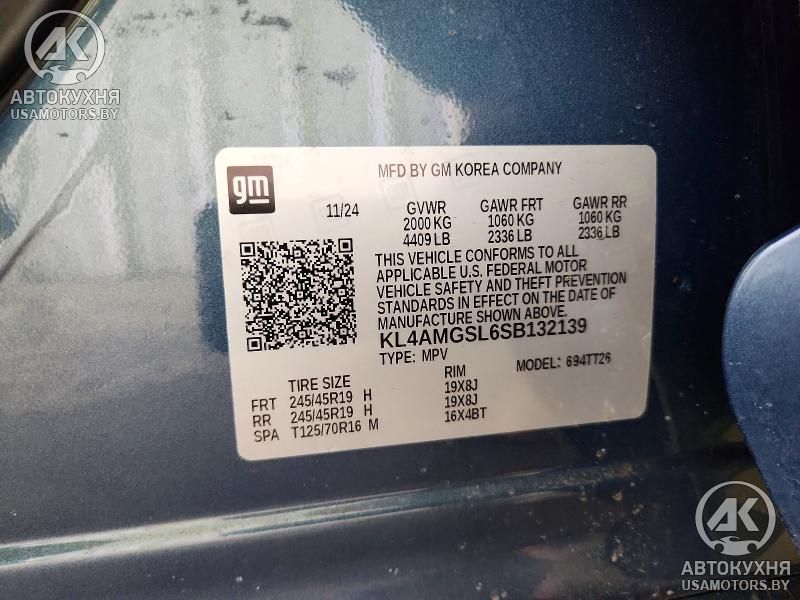 AK
АВТОКУХНЯ
USAMOTORS.BY
gm
MFD BY GM KOREA COMPANY
11/24
GVWR GAWR FRT GAWR RR
2000 KG 1060 KG 1060 KG
4409 LB 2336 LB 2336 LB
THIS VEHICLE CONFORMS TO ALL
APPLICABLE U.S. FEDERAL MOTOR
VEHICLE SAFETY AND THEFT PREVENTION
STANDARDS IN EFFECT ON THE DATE OF
MANUFACTURE SHOWN ABOVE.
KL4AMGSL6SB132139
TYPE: MPV MODEL: 694TT26
TIRE SIZE RIM
FRT 245/45R19 H 19X8J
RR 245/45R19 H 19X8J
SPA T125/70R16 M 16X4BT
AK
АВТОКУХНЯ
USAMOTORS.BY